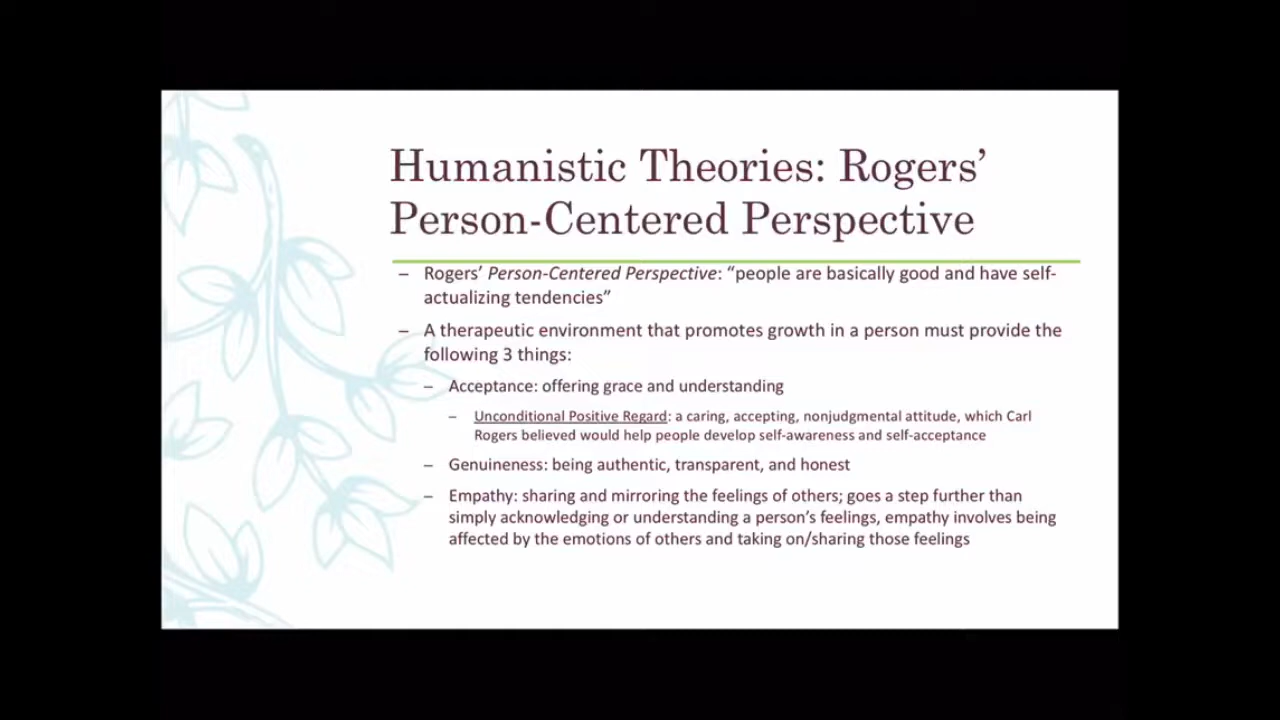 Humanistic Theories: Rogers’
Person-Centered Perspective
– Rogers’ Person-Centered Perspective: “people are basically good and have self-
actualizing tendencies”
– A therapeutic environment that promotes growth in a person must provide the
following 3 things:
– Acceptance: offering grace and understanding
– Unconditional Positive Regard: a caring, accepting, nonjudgmental attitude, which Carl
Rogers believed would help people develop self-awareness and self-acceptance
– Genuineness: being authentic, transparent, and honest
– Empathy: sharing and mirroring the feelings of others; goes a step further than
simply acknowledging or understanding a person’s feelings, empathy involves being
affected by the emotions of others and taking on/sharing those feelings